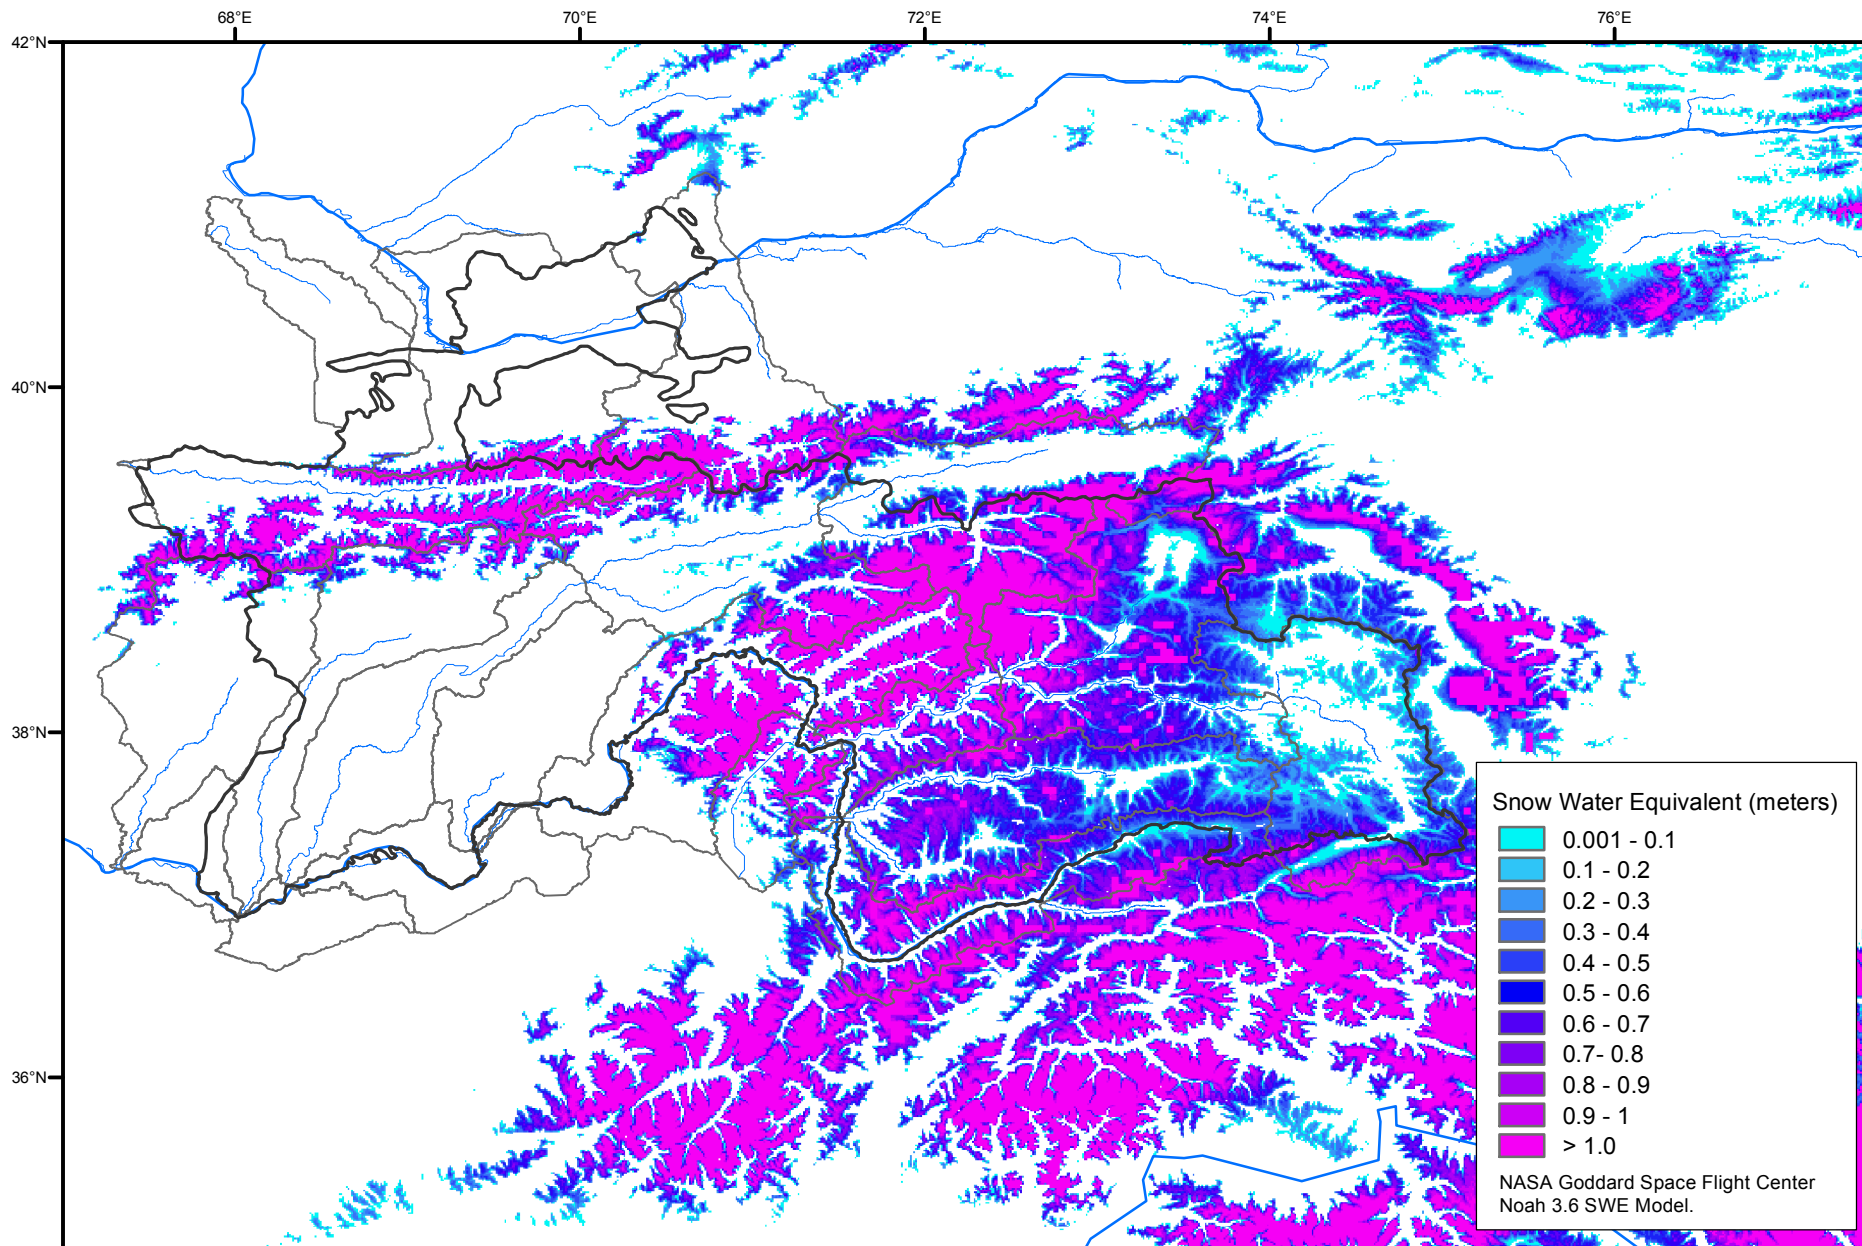 68°E
70°E
72°E
74°E
76°E
42°N
40°N
38°N
36°N
Snow Water Equivalent (meters)
0.001 - 0.1
0.1 - 0.2
0.2 - 0.3
0.3 - 0.4
0.4 - 0.5
0.5 - 0.6
0.6 - 0.7
0.7- 0.8
0.8 - 0.9
0.9 - 1
> 1.0
NASA Goddard Space Flight Center
Noah 3.6 SWE Model.